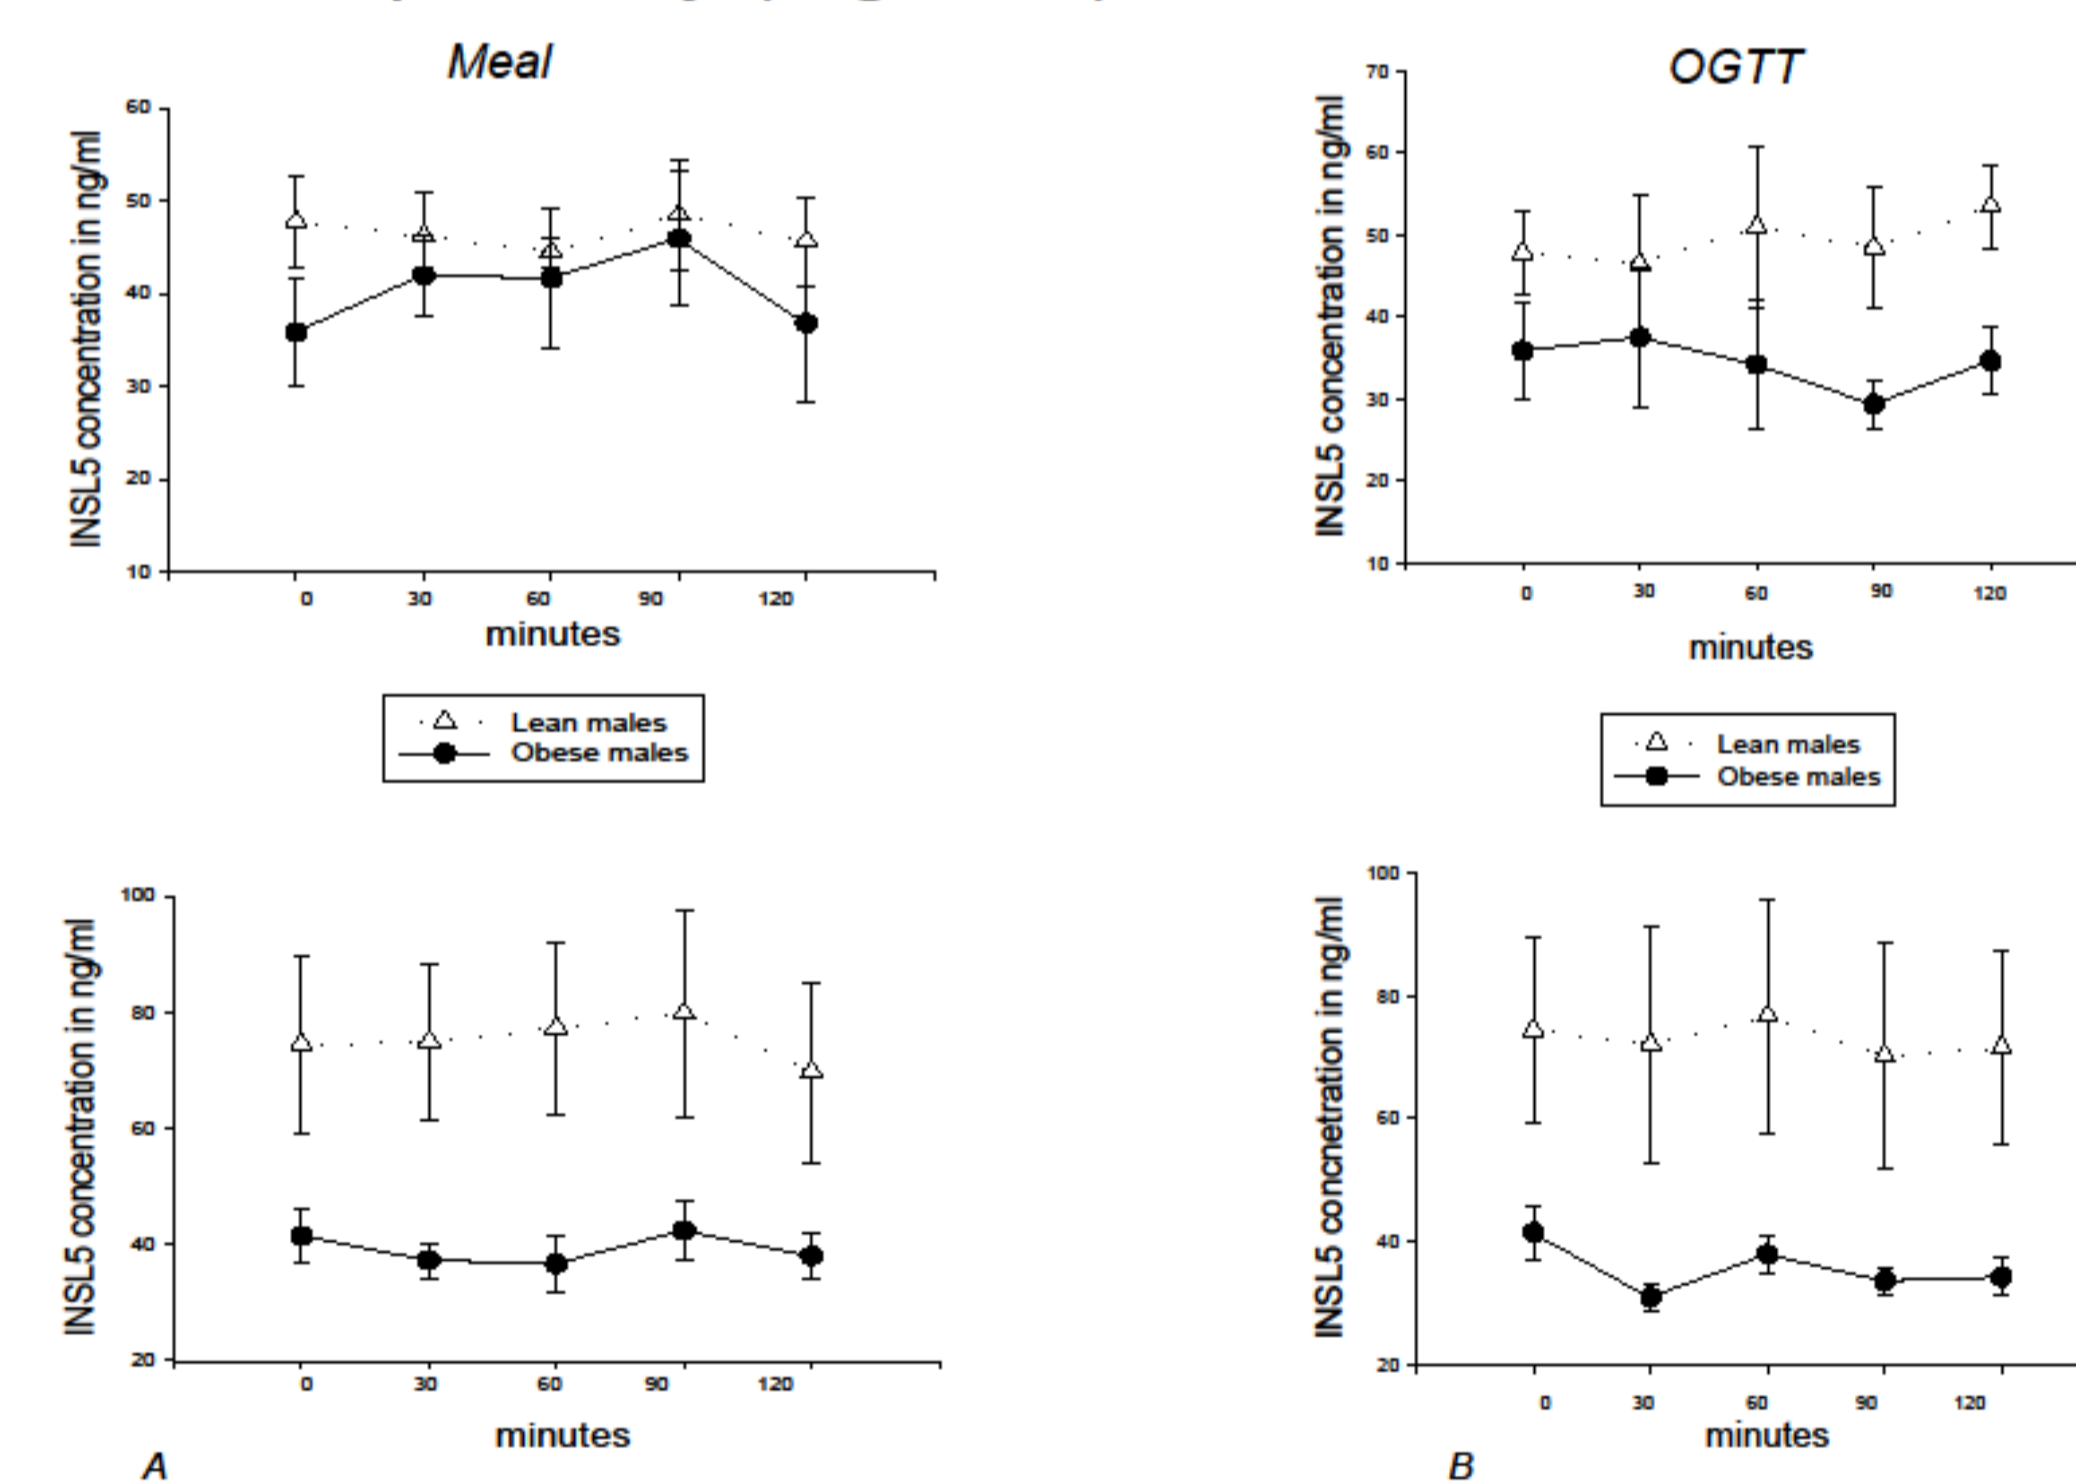 Meal
60
50
40
30
20
10
INSL5 concentration in ng/ml
0 30 60 90 120
minutes
Lean males
Obese males
OGTT
70
60
50
40
30
20
10
INSL5 concentration in ng/ml
0 30 60 90 120
minutes
Lean males
Obese males
100
80
60
40
20
INSL5 concentration in ng/ml
0 30 60 90 120
minutes
A
100
80
60
40
20
INSL5 concnetration in ng/ml
0 30 60 90 120
minutes
B